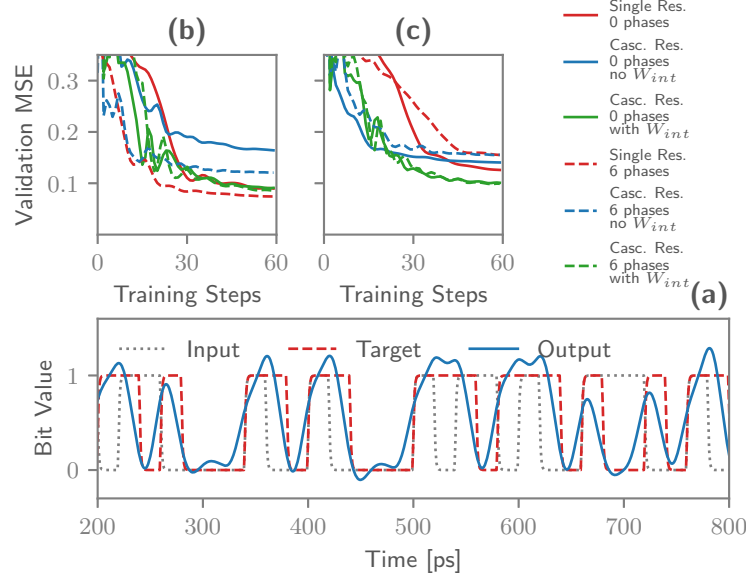 (b)
(c)
Validation MSE
0.3
0.2
0.1
0
30
60
Training Steps
0
30
60
Training Steps
Single Res.
0 phases
Casc. Res.
0 phases
no W_int
Casc. Res.
0 phases
with W_int
Single Res.
6 phases
Casc. Res.
6 phases
no W_int
Casc. Res.
6 phases
with W_int
(a)
Input
Target
Output
Bit Value
1
0
200
300
400
500
600
700
800
Time [ps]